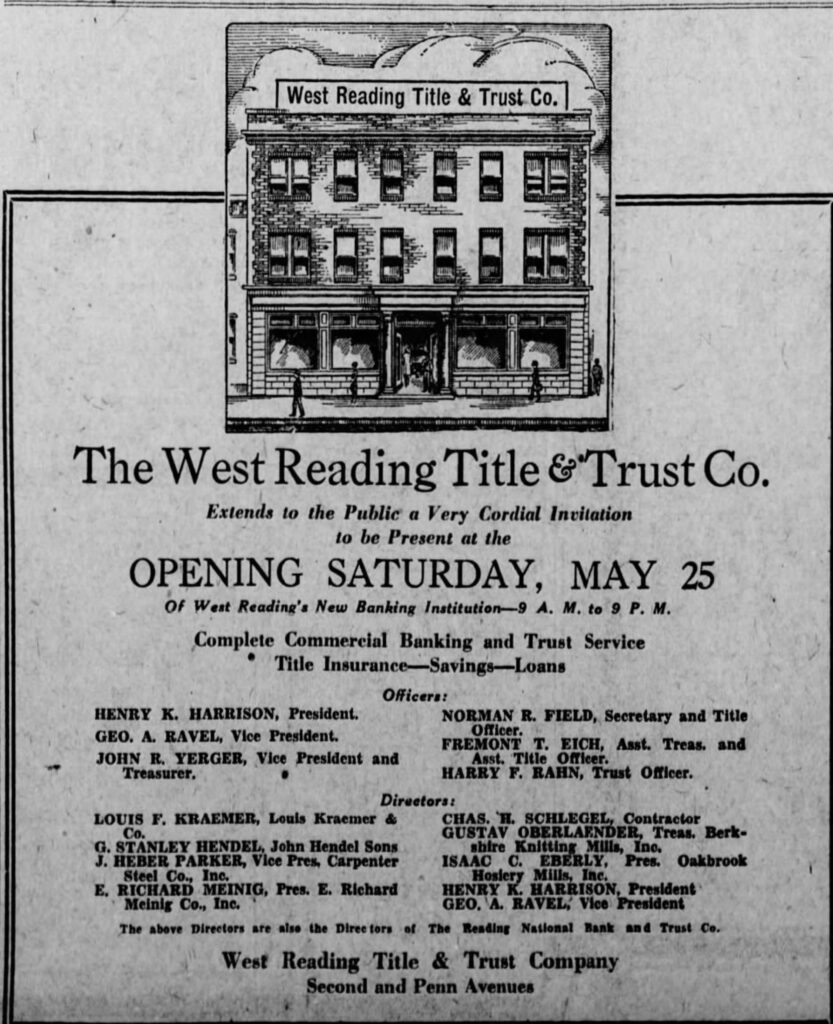 West Reading Title & Trust Co.
The West Reading Title & Trust Co.
Extends to the Public a Very Cordial Invitation
to be Present at the
OPENING SATURDAY, MAY 25
Of West Reading's New Banking Institution—9 A. M. to 9 P. M.
Complete Commercial Banking and Trust Service
Title Insurance—Savings—Loans
Officers:
HENRY K. HARRISON, President.
GEO. A. RAVEL, Vice President.
JOHN R. YERGER, Vice President and
Treasurer.
NORMAN R. FIELD, Secretary and Title
Officer.
FREMONT T. EICH, Asst. Treas. and
Asst. Title Officer.
HARRY F. RAHN, Trust Officer.
Directors:
LOUIS F. KRAEMER, Louis Kraemer &
Co.
G. STANLEY HENDEL, John Hendel Sons
J. HEBER PARKER, Vice Pres. Carpenter
Steel Co., Inc.
E. RICHARD MEINIG, Pres. E. Richard
Meinig Co., Inc.
CHAS. H. SCHLEGEL, Contractor
GUSTAV OBERLAENDER, Treas. Berk-
shire Knitting Mills, Inc.
ISAAC C. EBERLY, Pres. Oakbrook
Hosiery Mills, Inc.
HENRY K. HARRISON, President
GEO. A. RAVEL, Vice President
The above Directors are also the Directors of The Reading National Bank and Trust Co.
West Reading Title & Trust Company
Second and Penn Avenues